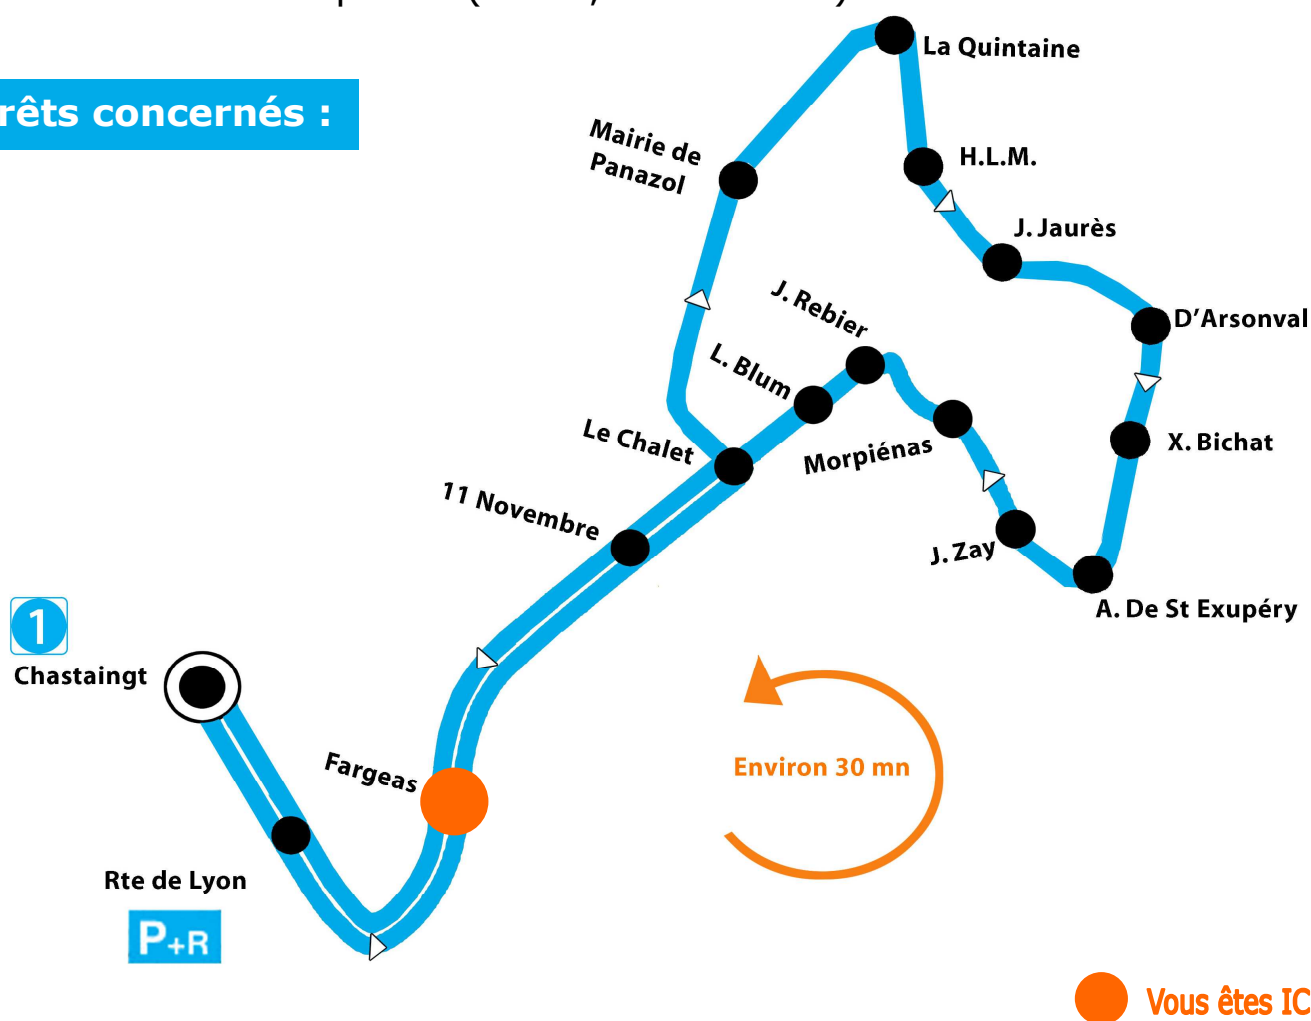 La Quintaine
rêts concernés :
Mairie de
Panazol
H.L.M.
J. Jaurès
J. Rebier
D'Arsonval
L. Blum
Le Chalet
Morpiénas
X. Bichat
11 Novembre
J. Zay
A. De St Exupéry
1
Chastaingt
Fargeas
Environ 30 mn
Rte de Lyon
P+R
Vous êtes IC